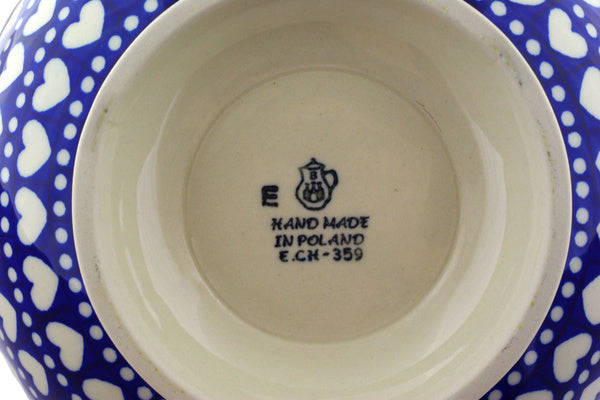 B
E
HAND MADE
IN POLAND
E.CH-359